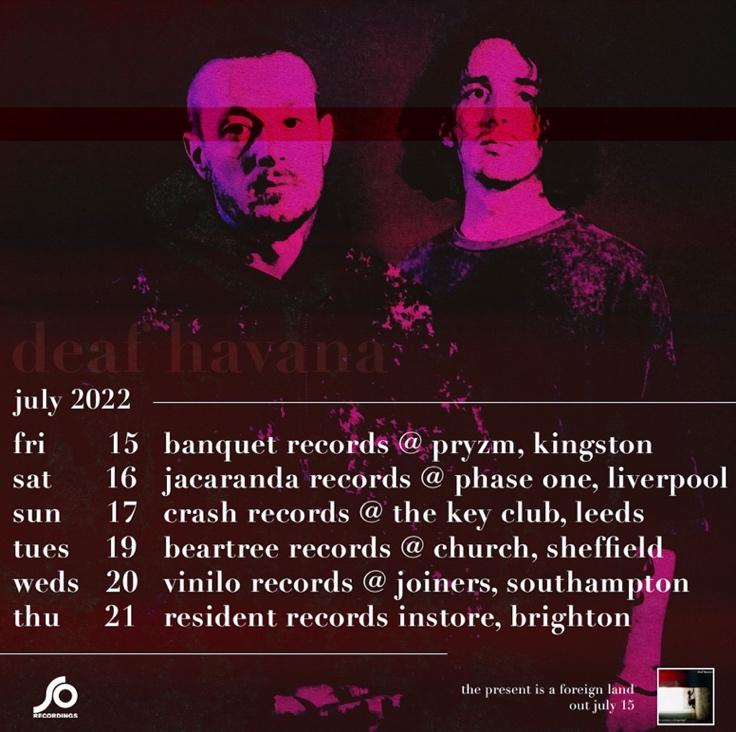 deaf havana
july 2022
fri 15 banquet records @ pryzm, kingston
sat 16 jacaranda records @ phase one, liverpool
sun 17 crash records @ the key club, leeds
tues 19 beartree records @ church, sheffield
weds 20 vinilo records @ joiners, southampton
thu 21 resident records instore, brighton
the present is a foreign land
out july 15
SO
RECORDINGS